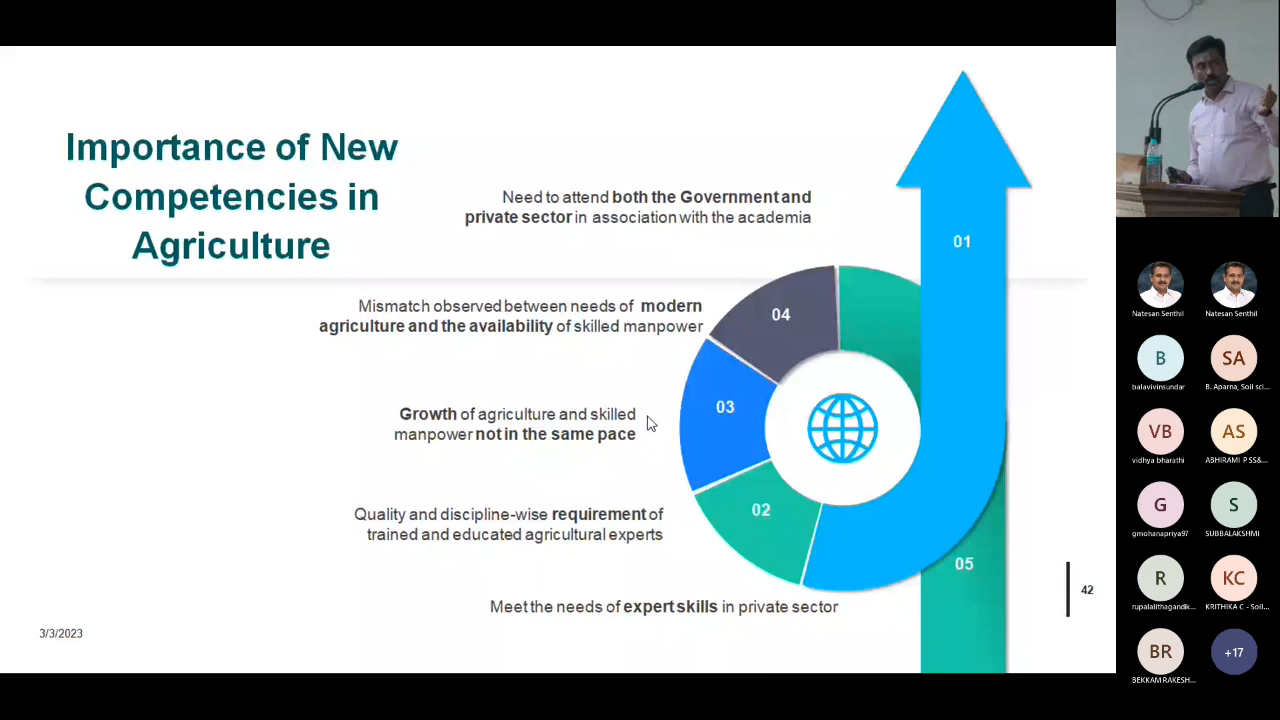 Importance of New
Competencies in
Agriculture
Need to attend both the Government and
private sector in association with the academia
01
Mismatch observed between needs of modern
agriculture and the availability of skilled manpower
04
Growth of agriculture and skilled
manpower not in the same pace
03
Quality and discipline-wise requirement of
trained and educated agricultural experts
02
05
Meet the needs of expert skills in private sector
42
3/3/2023
Natesan Senthil
Natesan Senthil
B
balavivinsundar
SA
B. Aparna, Soil sci...
VB
vidhya bharathi
AS
ABHIRAMI P SS&...
G
gmohanapriya97
S
SUBBALAKSHMI
R
rupalalithagandk...
KC
KRITHIKA C - Soil...
BR
BEKKAM RAKESH...
+17